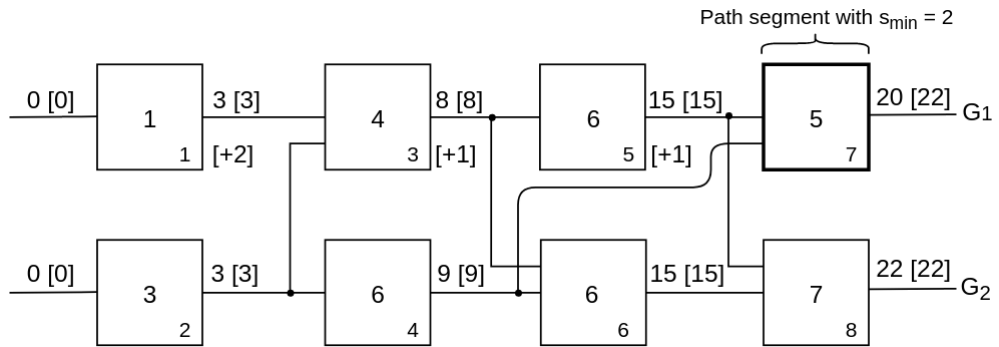 Path segment with smin = 2
0 [0] 1 1 3 [3] [+2] 4 3 8 [8] [+1] 6 5 15 [15] [+1] 5 7 20 [22] G1
0 [0] 3 2 3 [3] 6 4 9 [9] 6 6 15 [15] 7 8 22 [22] G2